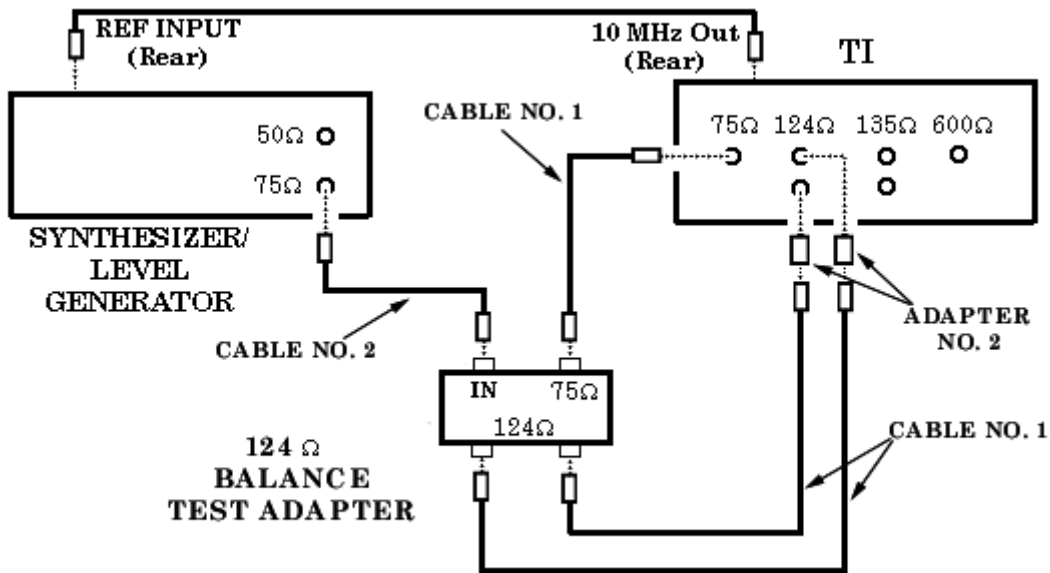 REF INPUT
(Rear)
10 MHz Out
(Rear)
TI
CABLE NO. 1
50Ω
75Ω
75Ω 124Ω 135Ω 600Ω
SYNTHESIZER/
LEVEL
GENERATOR
CABLE NO. 2
ADAPTER
NO. 2
IN 75Ω
124Ω
CABLE NO. 1
124 Ω
BALANCE
TEST ADAPTER